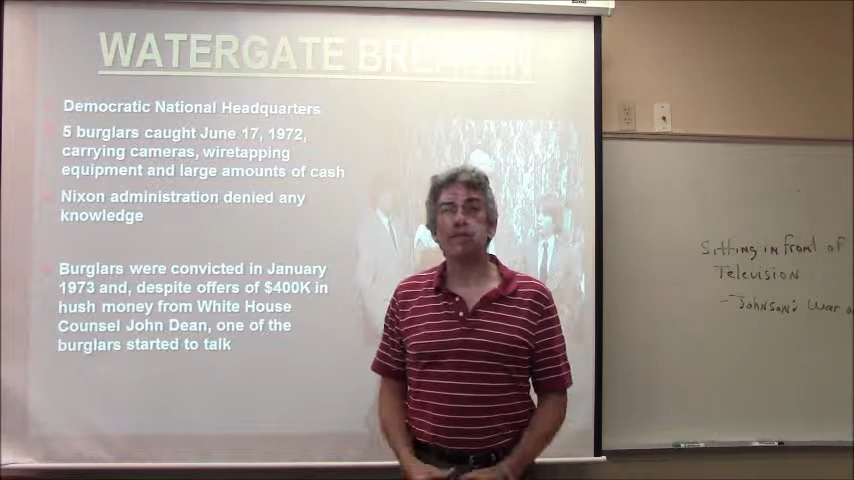 WATERGATE BREAK-IN
Democratic National Headquarters
5 burglars caught June 17, 1972,
carrying cameras, wiretapping
equipment and large amounts of cash
Nixon administration denied any
knowledge
Burglars were convicted in January
1973 and, despite offers of $400K in
hush money from White House
Counsel John Dean, one of the
burglars started to talk
Sitting in front of
Television
- Johnson's War